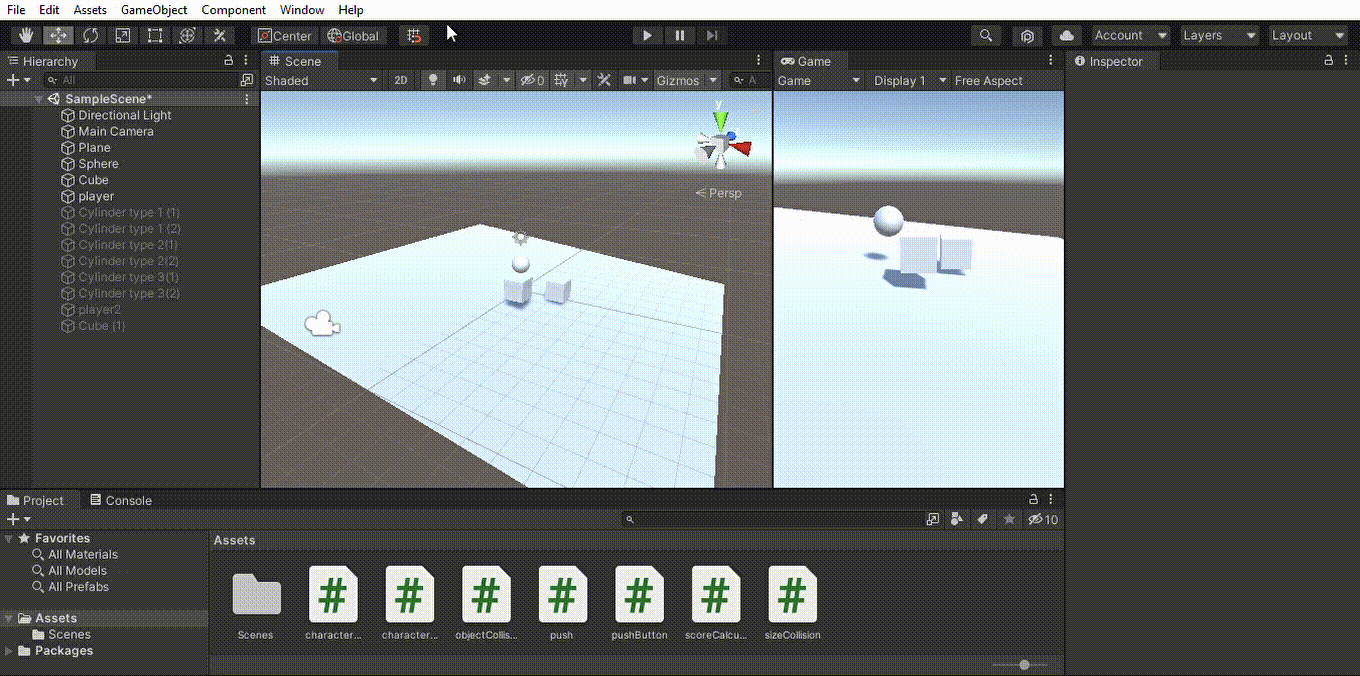 File Edit Assets GameObject Component Window Help
Center Global Account Layers Layout
Hierarchy
All
SampleScene*
Directional Light
Main Camera
Plane
Sphere
Cube
player
Cylinder type 1 (1)
Cylinder type 1 (2)
Cylinder type 2(1)
Cylinder type 2(2)
Cylinder type 3(1)
Cylinder type 3(2)
player2
Cube (1)
Scene
Shaded 2D 0 Gizmos A
y
Persp
Game
Game Display 1 Free Aspect
Inspector
Project Console
10
Favorites
All Materials
All Models
All Prefabs
Assets
Scenes
Packages
Assets
Scenes character... character... objectCollis... push pushButton scoreCalcu... sizeCollision